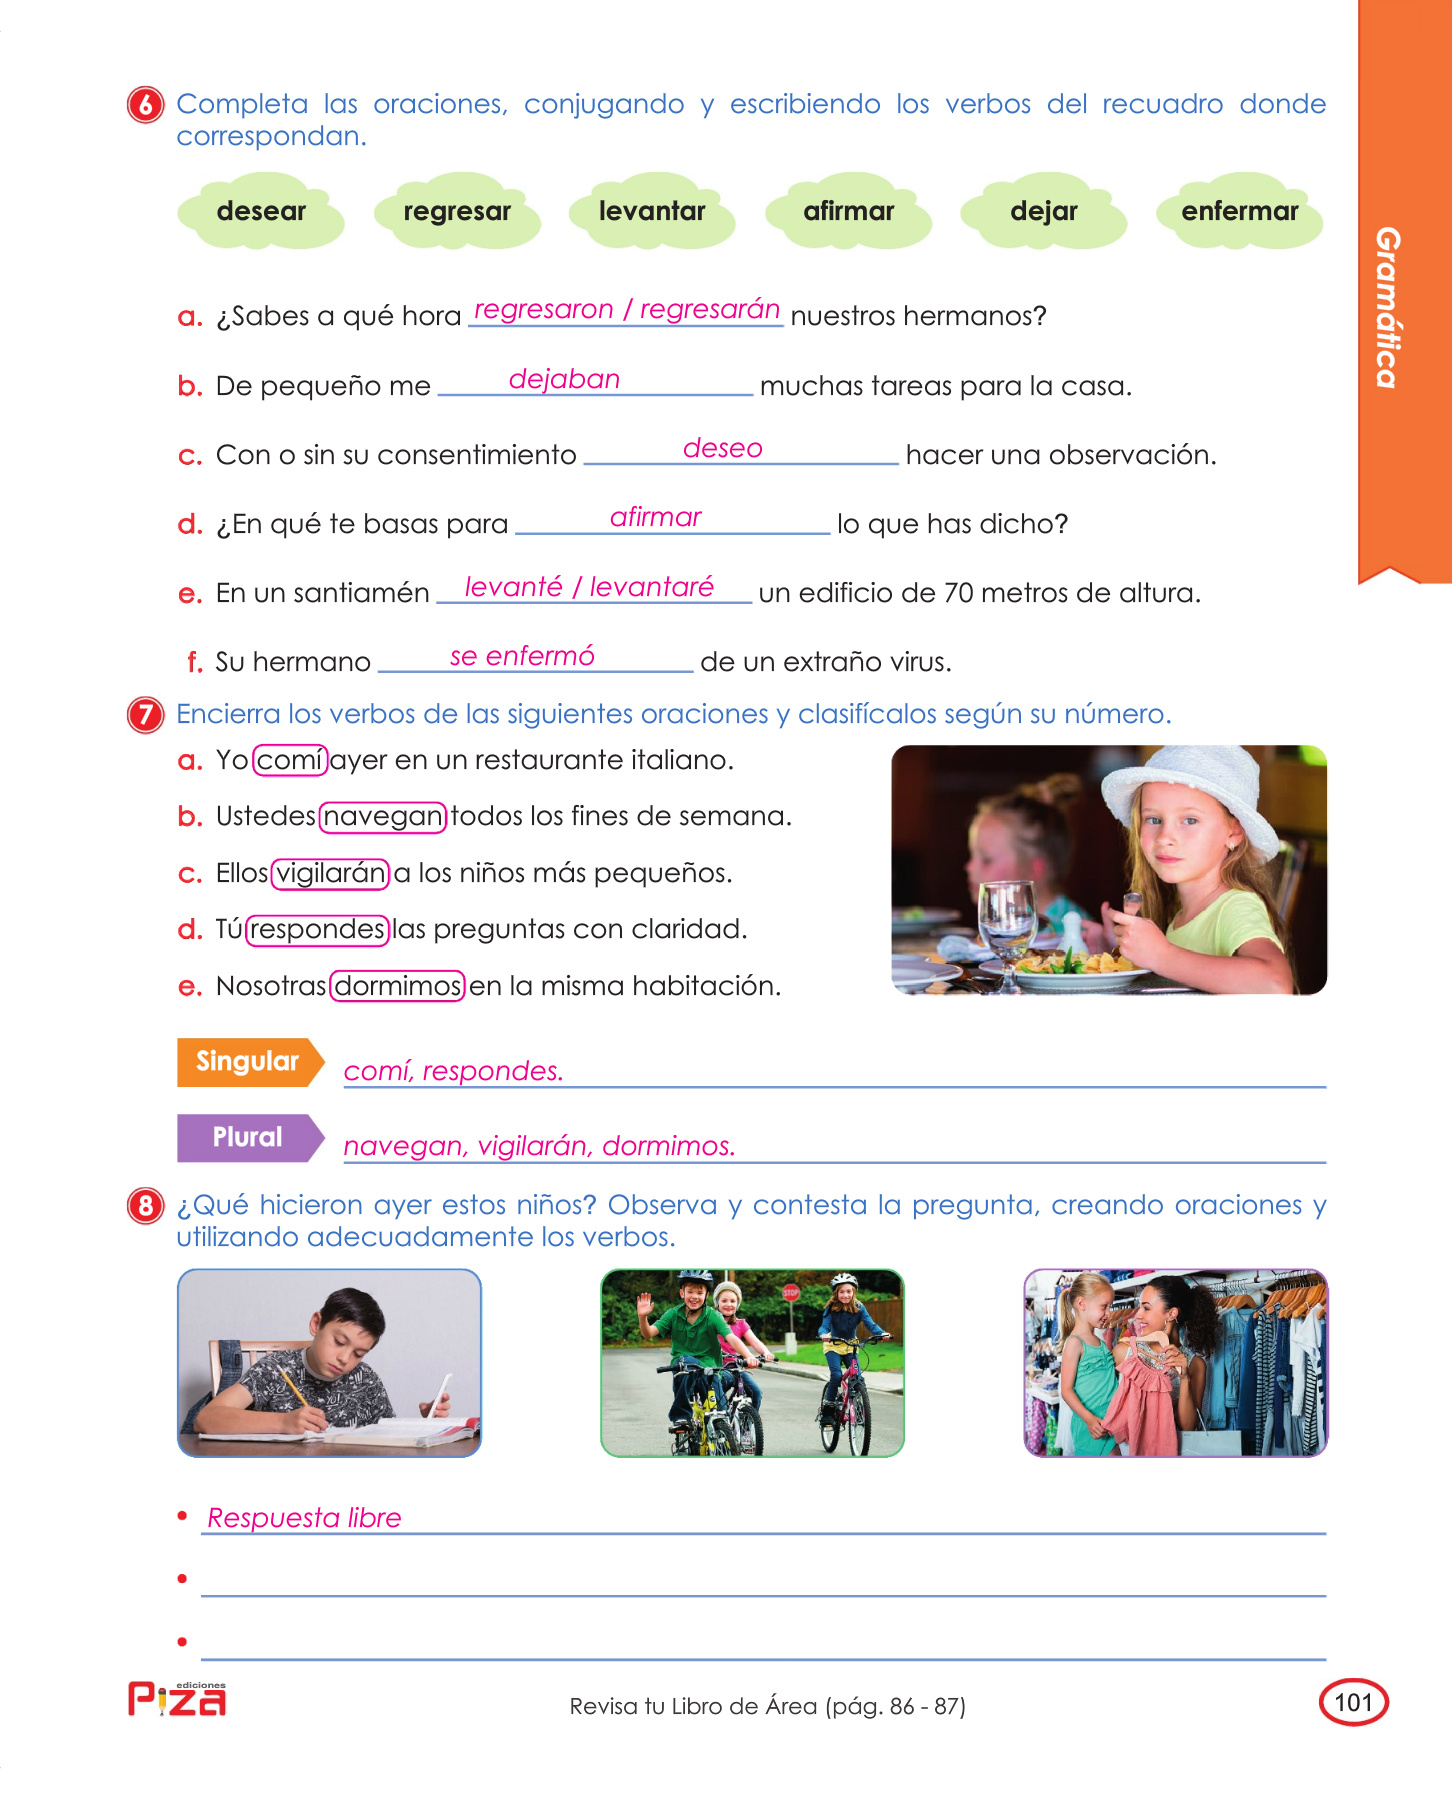 6 Completa las oraciones, conjugando y escribiendo los verbos del recuadro donde
correspondan.
desear regresar levantar afirmar dejar enfermar
Gramática
a. ¿Sabes a qué hora regresaron / regresarán nuestros hermanos?
b. De pequeño me dejaban muchas tareas para la casa.
c. Con o sin su consentimiento deseo hacer una observación.
d. ¿En qué te basas para afirmar lo que has dicho?
e. En un santiamén levanté / levantaré un edificio de 70 metros de altura.
f. Su hermano se enfermó de un extraño virus.
7 Encierra los verbos de las siguientes oraciones y clasifícalos según su número.
a. Yo comí ayer en un restaurante italiano.
b. Ustedes navegan todos los fines de semana.
c. Ellos vigilarán a los niños más pequeños.
d. Tú respondes las preguntas con claridad.
e. Nosotras dormimos en la misma habitación.
Singular comí, respondes.
Plural navegan, vigilarán, dormimos.
8 ¿Qué hicieron ayer estos niños? Observa y contesta la pregunta, creando oraciones y
utilizando adecuadamente los verbos.
STOP
• Respuesta libre
•
•
ediciones
Piza
Revisa tu Libro de Área (pág. 86 - 87)
101